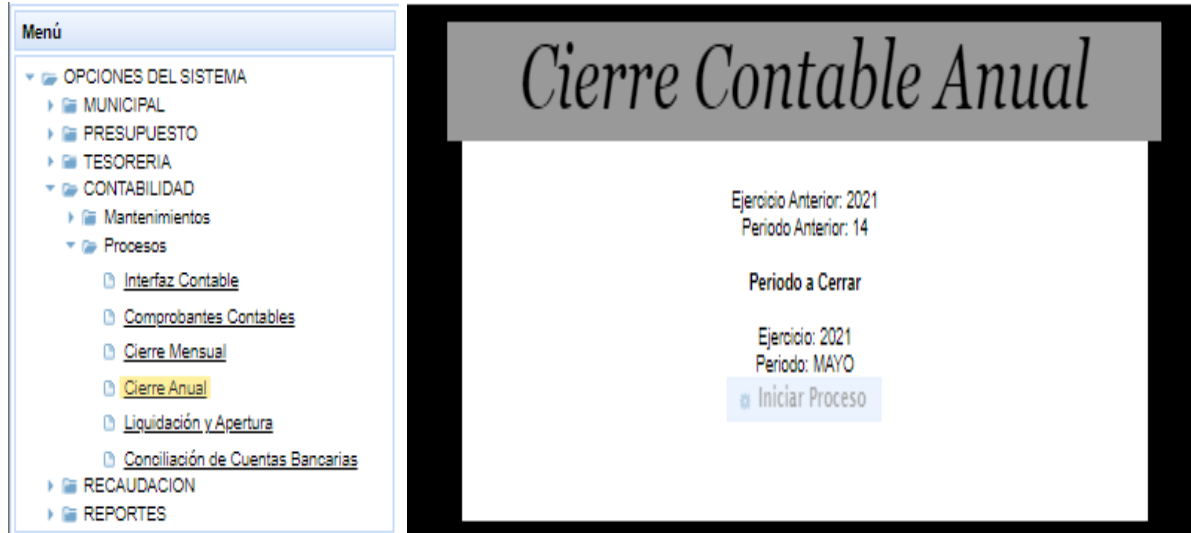 Menú
OPCIONES DEL SISTEMA
MUNICIPAL
PRESUPUESTO
TESORERIA
CONTABILIDAD
Mantenimientos
Procesos
Interfaz Contable
Comprobantes Contables
Cierre Mensual
Cierre Anual
Liquidación y Apertura
Conciliación de Cuentas Bancarias
RECAUDACION
REPORTES
Cierre Contable Anual
Ejercicio Anterior: 2021
Periodo Anterior: 14
Periodo a Cerrar
Ejercicio: 2021
Periodo: MAYO
Iniciar Proceso